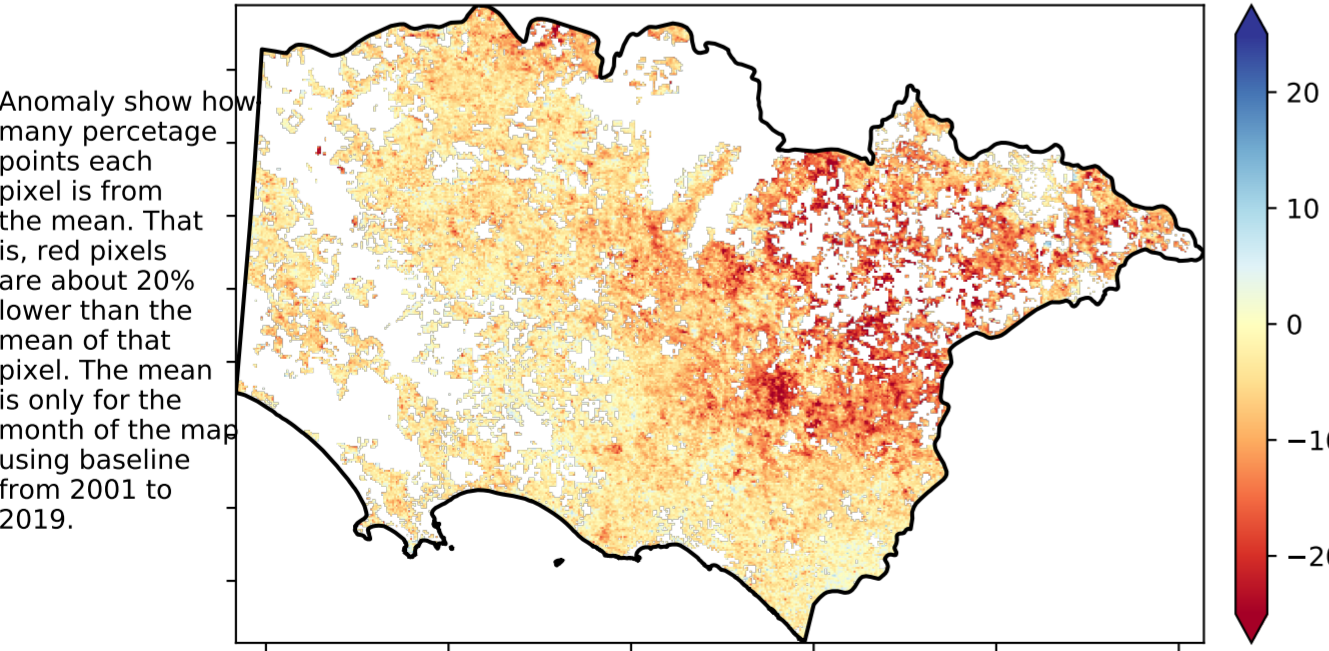 Anomaly show how
many percetage
points each
pixel is from
the mean. That
is, red pixels
are about 20%
lower than the
mean of that
pixel. The mean
is only for the
month of the map
using baseline
from 2001 to
2019.
20
10
0
−10
−20